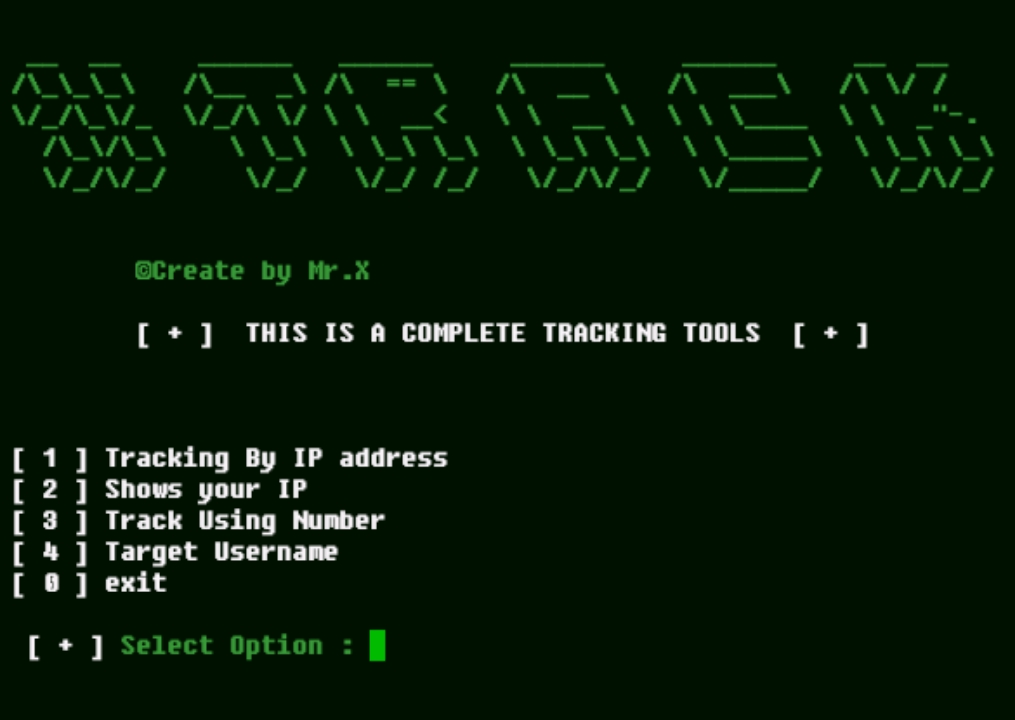 XTRACK
©Create by Mr.X
[ + ]  THIS IS A COMPLETE TRACKING TOOLS  [ + ]
[ 1 ] Tracking By IP address
[ 2 ] Shows your IP
[ 3 ] Track Using Number
[ 4 ] Target Username
[ 0 ] exit
[ + ] Select Option :